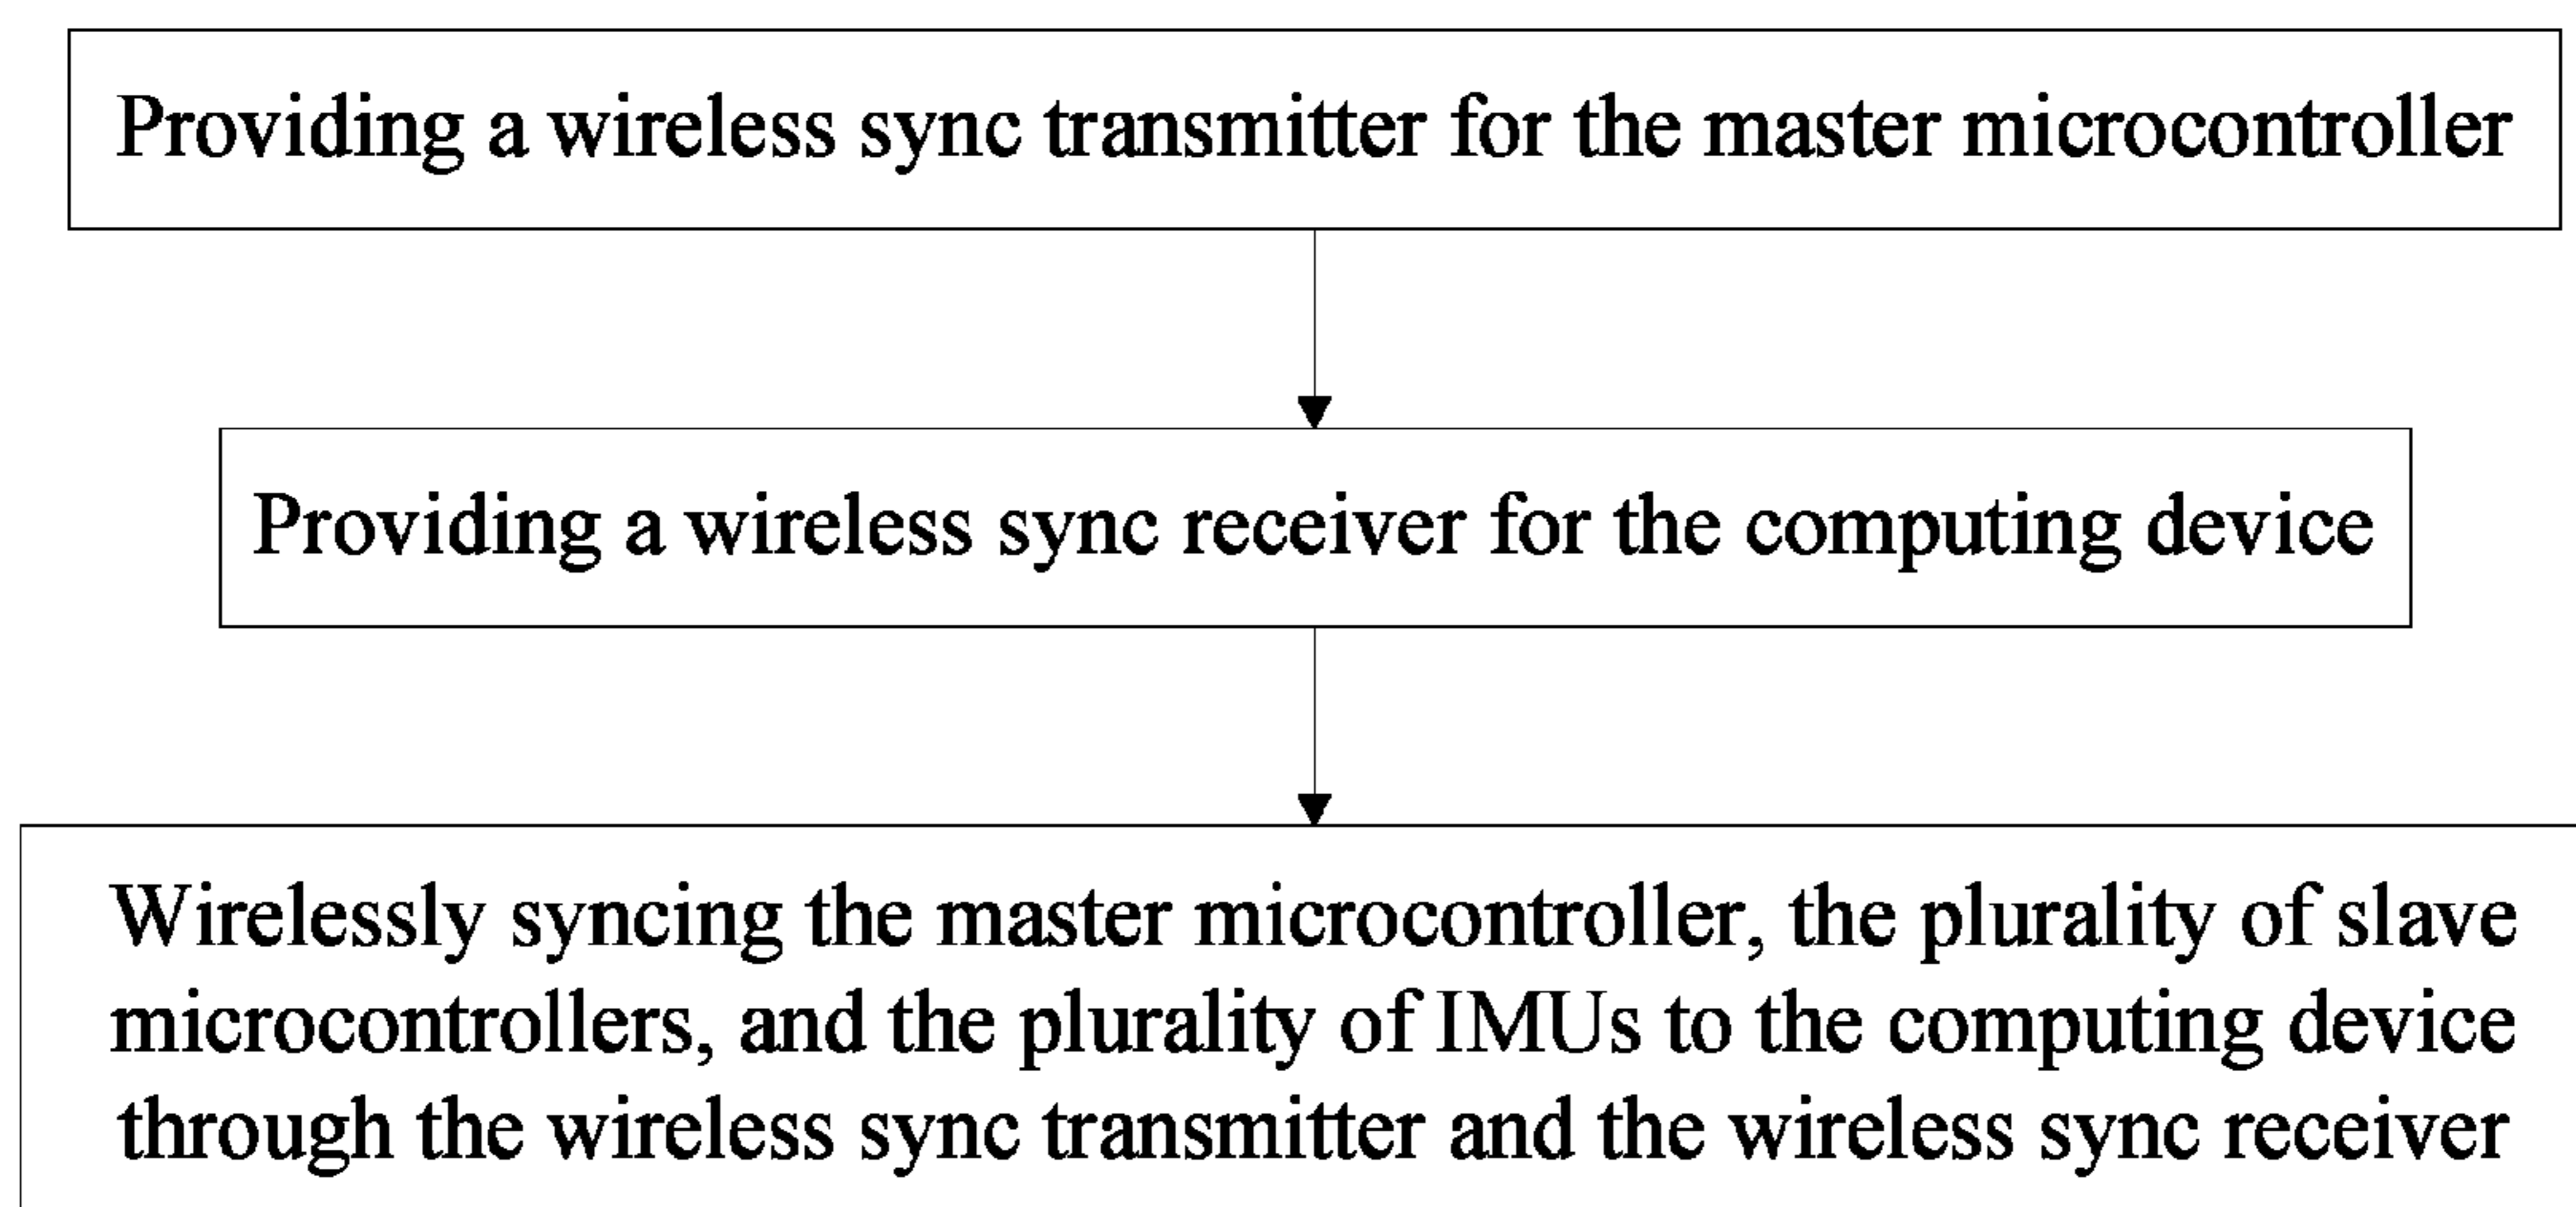 Providing a wireless sync transmitter for the master microcontroller
Providing a wireless sync receiver for the computing device
Wirelessly syncing the master microcontroller, the plurality of slave
microcontrollers, and the plurality of IMUs to the computing device
through the wireless sync transmitter and the wireless sync receiver